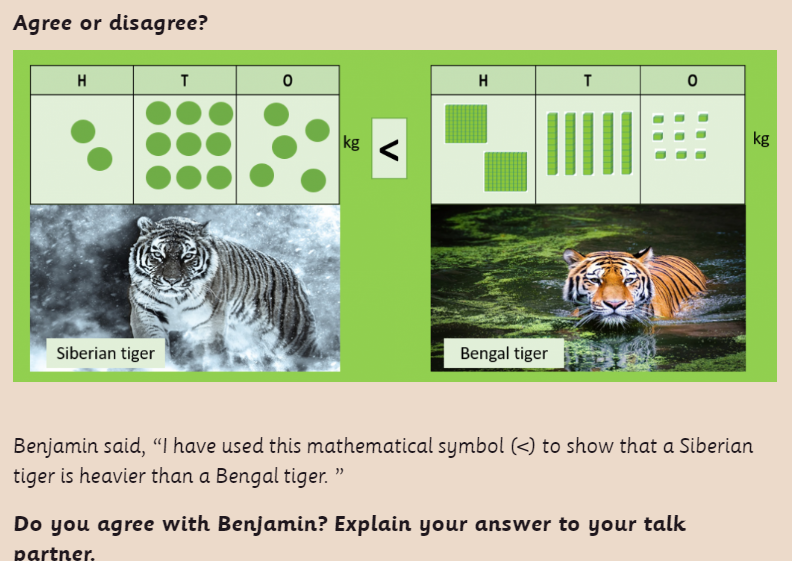 Agree or disagree?
H T O H T O
kg < kg
Siberian tiger Bengal tiger
Benjamin said, “I have used this mathematical symbol (<) to show that a Siberian
tiger is heavier than a Bengal tiger. ”
Do you agree with Benjamin? Explain your answer to your talk
partner.